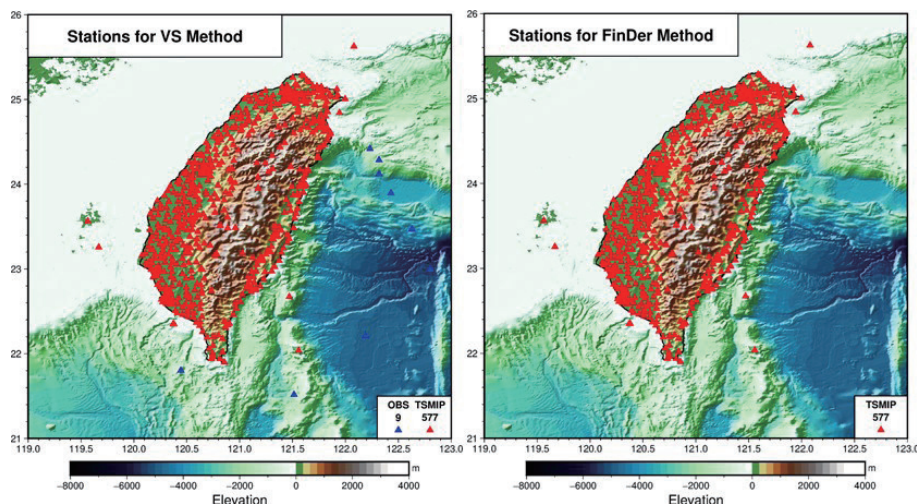 Stations for VS Method
26
25
24
23
22
21
119.0 119.5 120.0 120.5 121.0 121.5 122.0 122.5 123.0
OBS TSMIP
9 577
−8000 −6000 −4000 −2000 0 2000 4000
m
Elevation
Stations for FinDer Method
26
25
24
23
22
21
119.0 119.5 120.0 120.5 121.0 121.5 122.0 122.5 123.0
TSMIP
577
−8000 −6000 −4000 −2000 0 2000 4000
m
Elevation